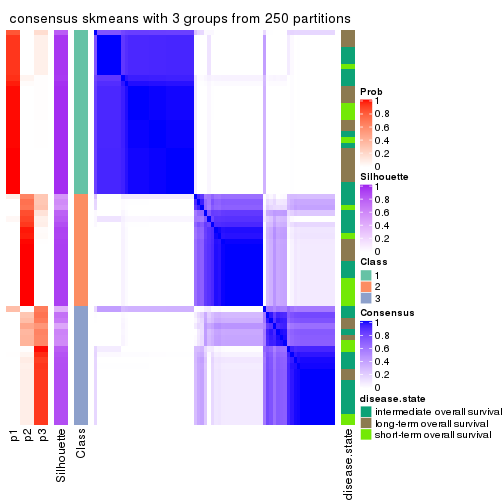 consensus skmeans with 3 groups from 250 partitions
Prob
1
0.8
0.6
0.4
0.2
0
Silhouette
1
0.8
0.6
0.4
0.2
0
Class
1
2
3
Consensus
1
0.8
0.6
0.4
0.2
0
disease.state
intermediate overall survival
long-term overall survival
short-term overall survival
p1
p2
p3
Silhouette
Class
disease.state